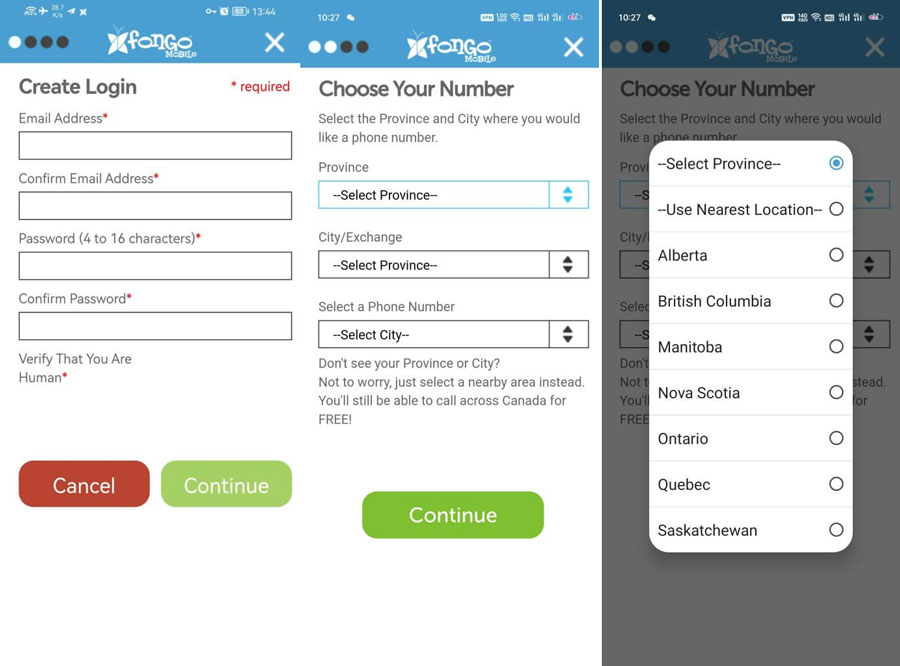 28.7
K/s
13:44
fongo
MOBILE
Create Login
* required
Email Address*
Confirm Email Address*
Password (4 to 16 characters)*
Confirm Password*
Verify That You Are
Human*
Cancel
Continue
10:27
VPN
HD
fongo
MOBILE
Choose Your Number
Select the Province and City where you would
like a phone number.
Province
--Select Province--
City/Exchange
--Select Province--
Select a Phone Number
--Select City--
Don't see your Province or City?
Not to worry, just select a nearby area instead.
You'll still be able to call across Canada for
FREE!
Continue
10:27
VPN
HD
fongo
MOBILE
Choose Your Number
Select the Province and City where you would
like a phone number.
--Select Province--
--Use Nearest Location--
Alberta
British Columbia
Manitoba
Nova Scotia
Ontario
Quebec
Saskatchewan
City/
Don't
Not t
stead.
You'l
for
FREE